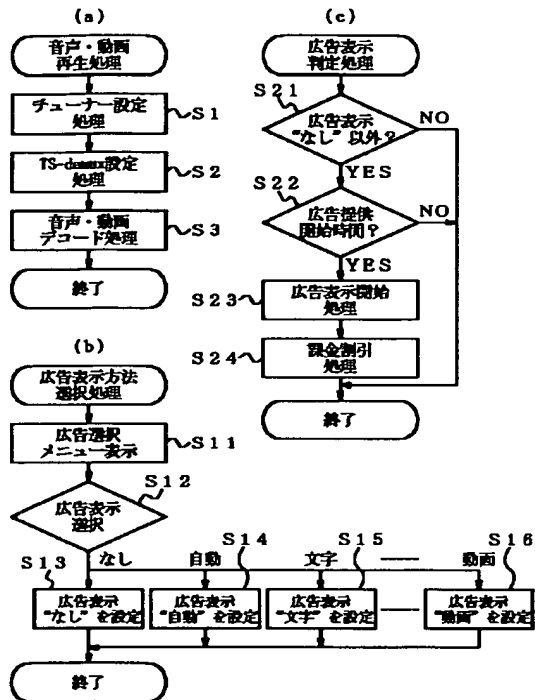 (a)
音声・動画
再生処理
チューナー設定
処理
S1
TS-demux設定
処理
S2
音声・動画
デコード処理
S3
終了
(b)
広告表示方法
選択処理
広告選択
メニュー表示
S11
広告表示
選択
S12
なし
自動
文字
動画
S13
広告表示
“なし”を設定
S14
広告表示
“自動”を設定
S15
広告表示
“文字”を設定
S16
広告表示
“動画”を設定
終了
(c)
広告表示
判定処理
S21
広告表示
“なし”以外?
NO
YES
S22
広告提供
開始時間?
NO
YES
S23
広告表示開始
処理
S24
課金割引
処理
終了